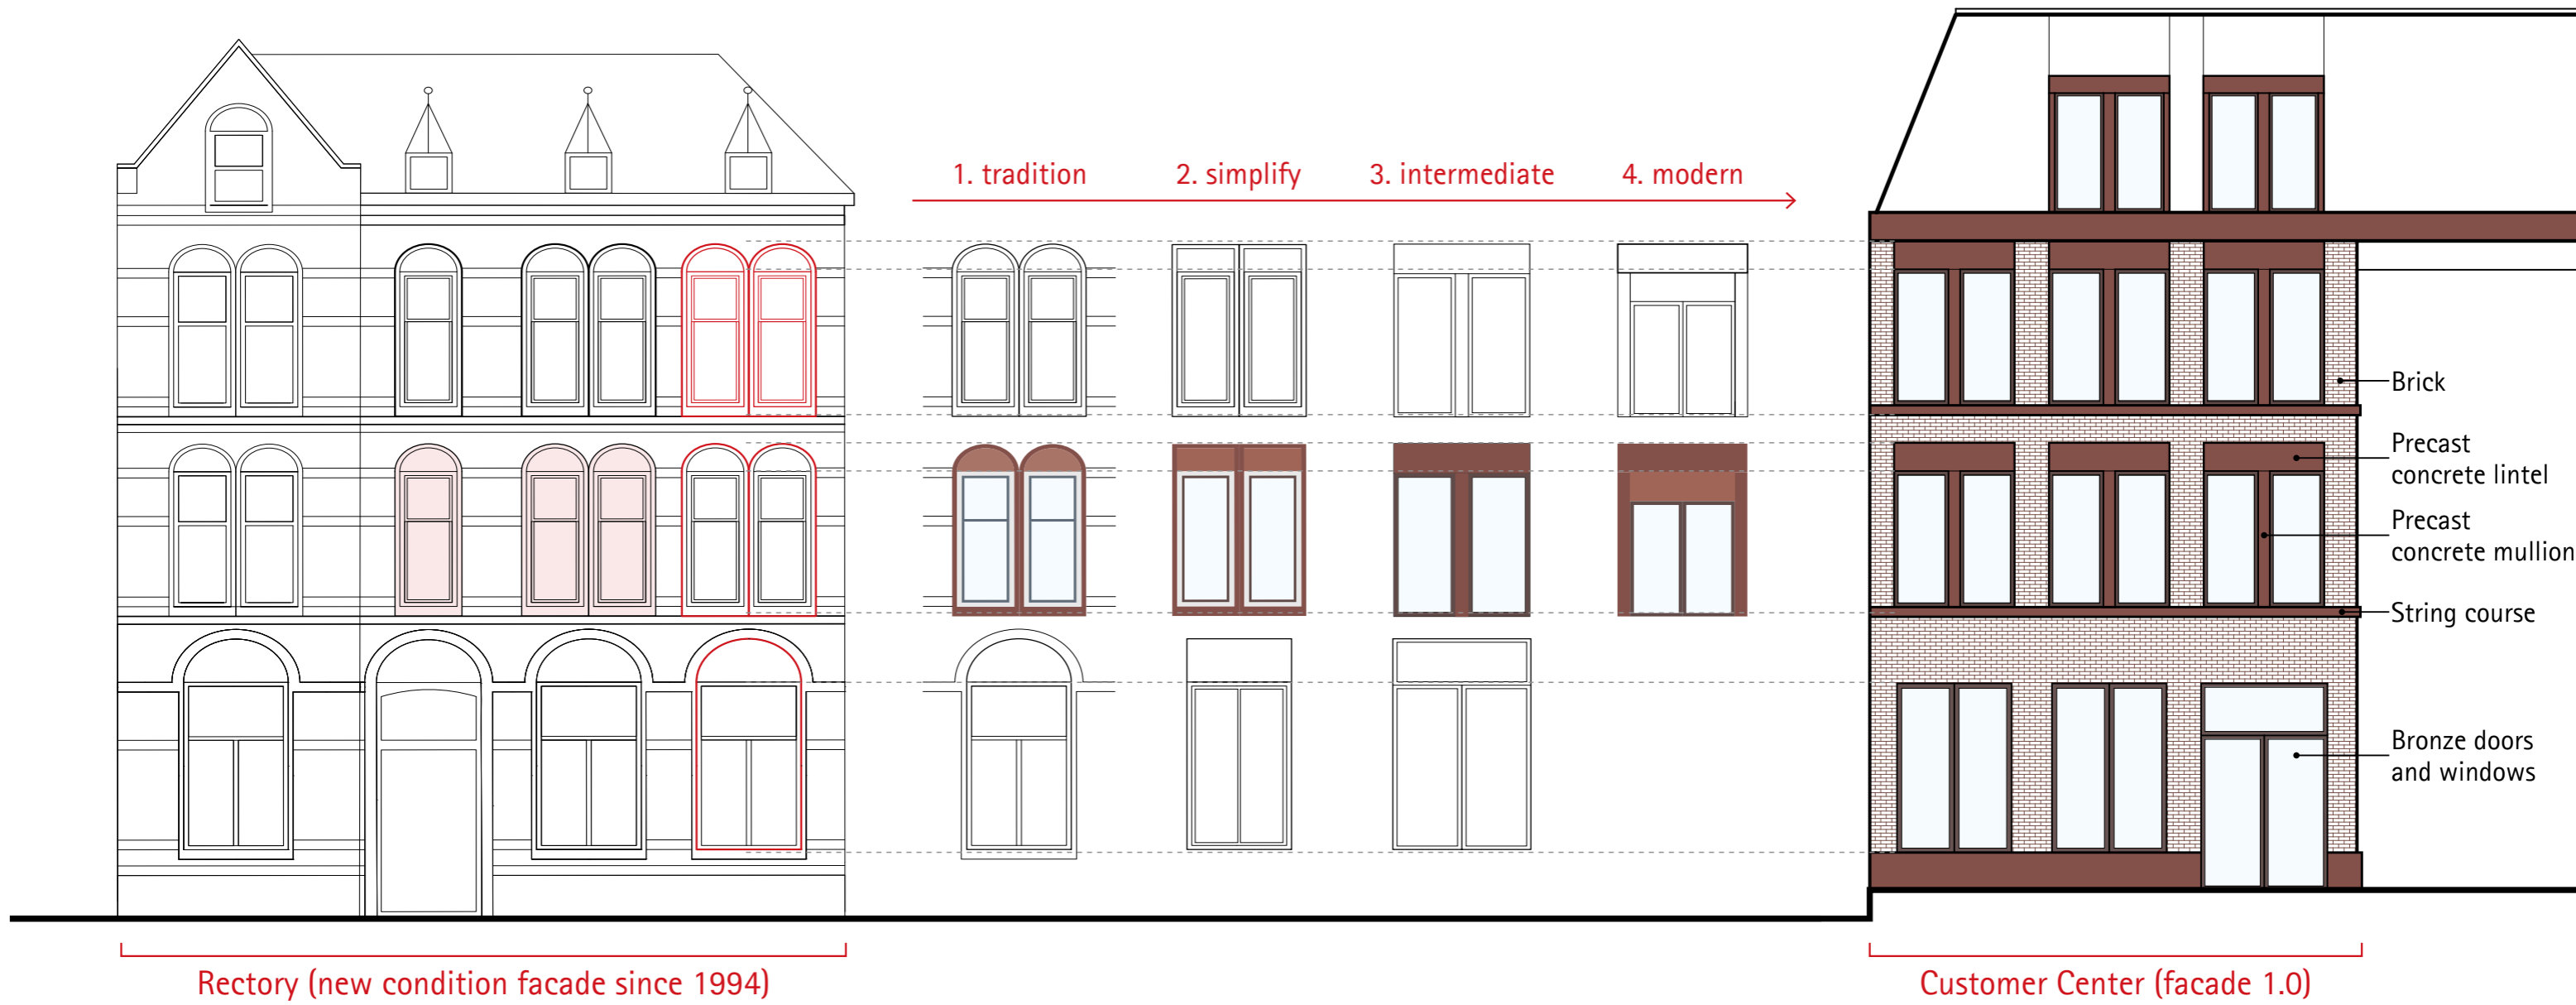 1. tradition
2. simplify
3. intermediate
4. modern
Brick
Precast
concrete lintel
Precast
concrete mullion
String course
Bronze doors
and windows
Rectory (new condition facade since 1994)
Customer Center (facade 1.0)